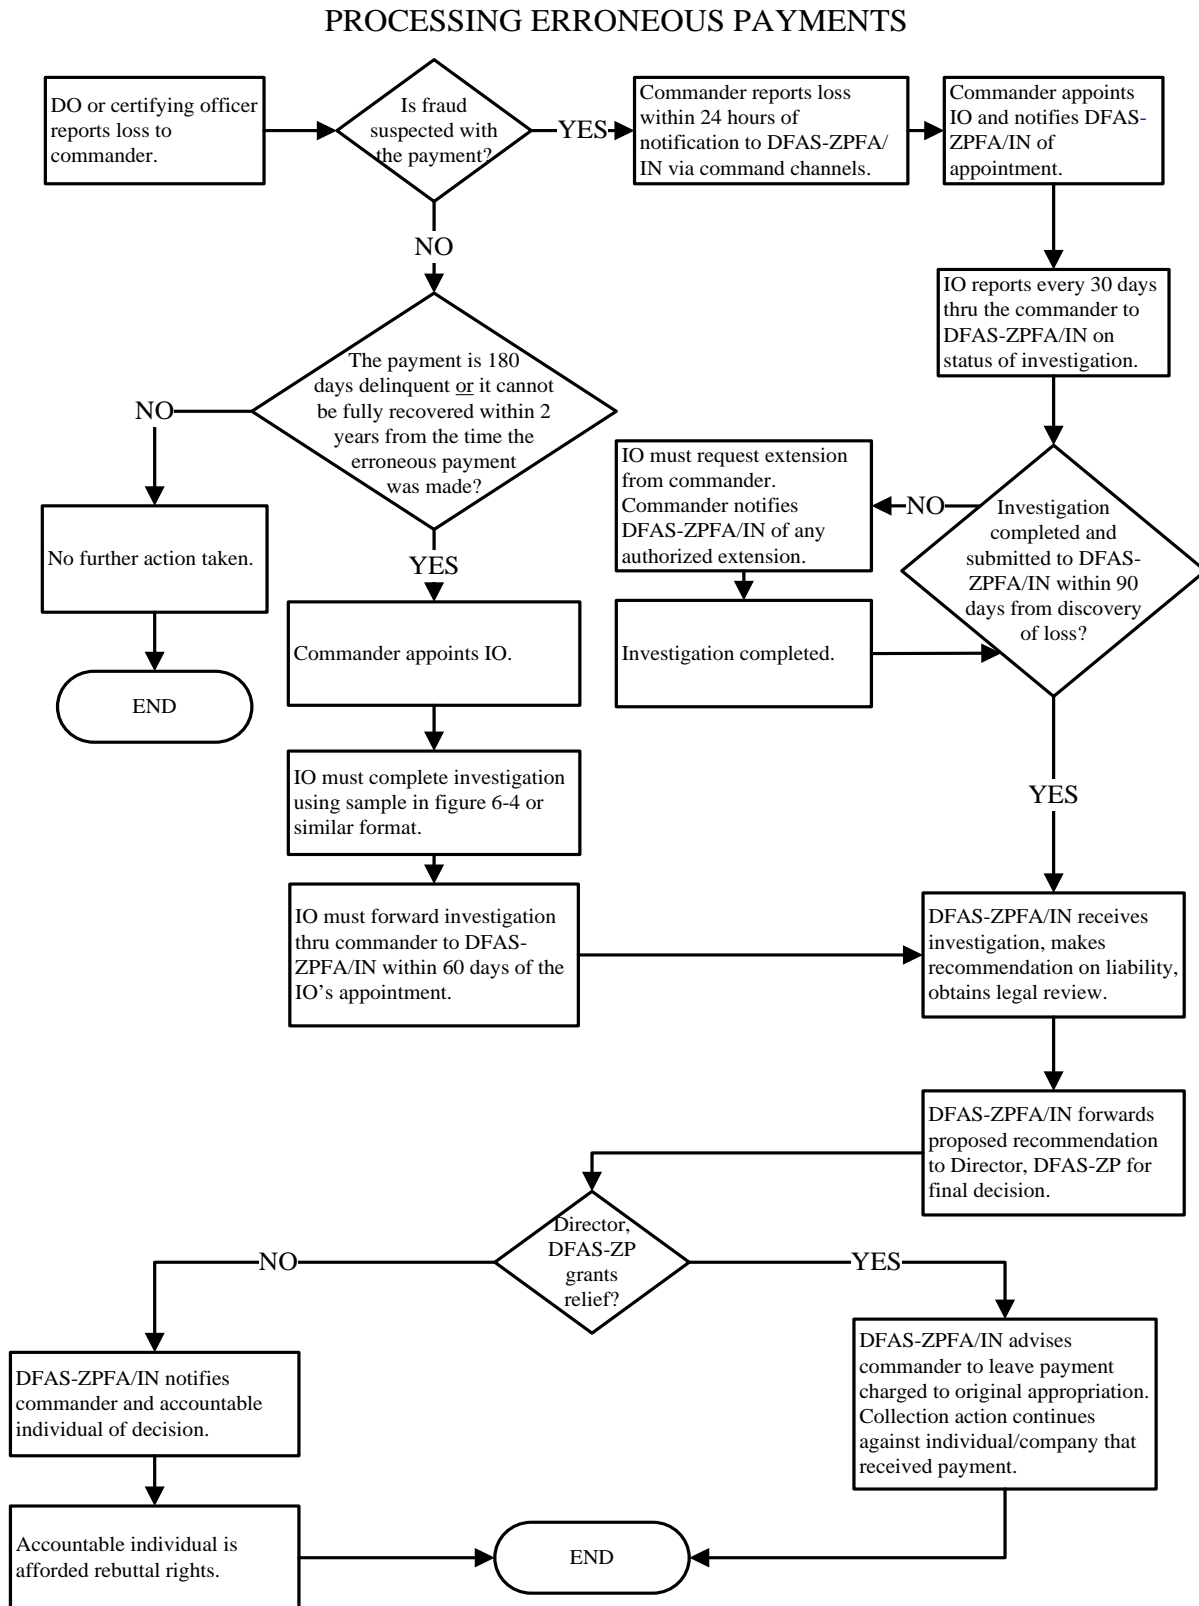 PROCESSING ERRONEOUS PAYMENTS
DO or certifying officer
reports loss to
commander.
Is fraud
suspected with
the payment?
YES
Commander reports loss
within 24 hours of
notification to DFAS-ZPFA/
IN via command channels.
Commander appoints
IO and notifies DFAS-
ZPFA/IN of
appointment.
NO
IO reports every 30 days
thru the commander to
DFAS-ZPFA/IN on
status of investigation.
The payment is 180
days delinquent or it cannot
be fully recovered within 2
years from the time the
erroneous payment
was made?
NO
IO must request extension
from commander.
Commander notifies
DFAS-ZPFA/IN of any
authorized extension.
NO
Investigation
completed and
submitted to DFAS-
ZPFA/IN within 90
days from discovery
of loss?
No further action taken.
YES
Commander appoints IO.
Investigation completed.
END
IO must complete investigation
using sample in figure 6-4 or
similar format.
YES
IO must forward investigation
thru commander to DFAS-
ZPFA/IN within 60 days of the
IO’s appointment.
DFAS-ZPFA/IN receives
investigation, makes
recommendation on liability,
obtains legal review.
DFAS-ZPFA/IN forwards
proposed recommendation
to Director, DFAS-ZP for
final decision.
Director,
DFAS-ZP
grants
relief?
NO
YES
DFAS-ZPFA/IN notifies
commander and accountable
individual of decision.
DFAS-ZPFA/IN advises
commander to leave payment
charged to original appropriation.
Collection action continues
against individual/company that
received payment.
Accountable individual is
afforded rebuttal rights.
END